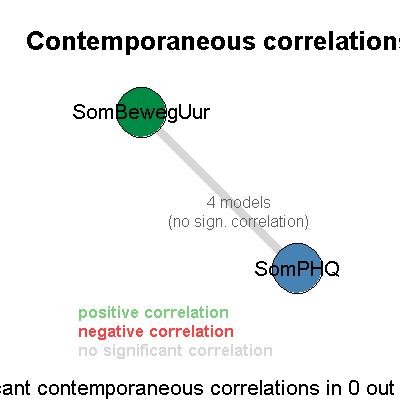 Contemporaneous correlations
SomBewegUur
4 models
(no sign. correlation)
SomPHQ
positive correlation
negative correlation
no significant correlation
cant contemporaneous correlations in 0 out